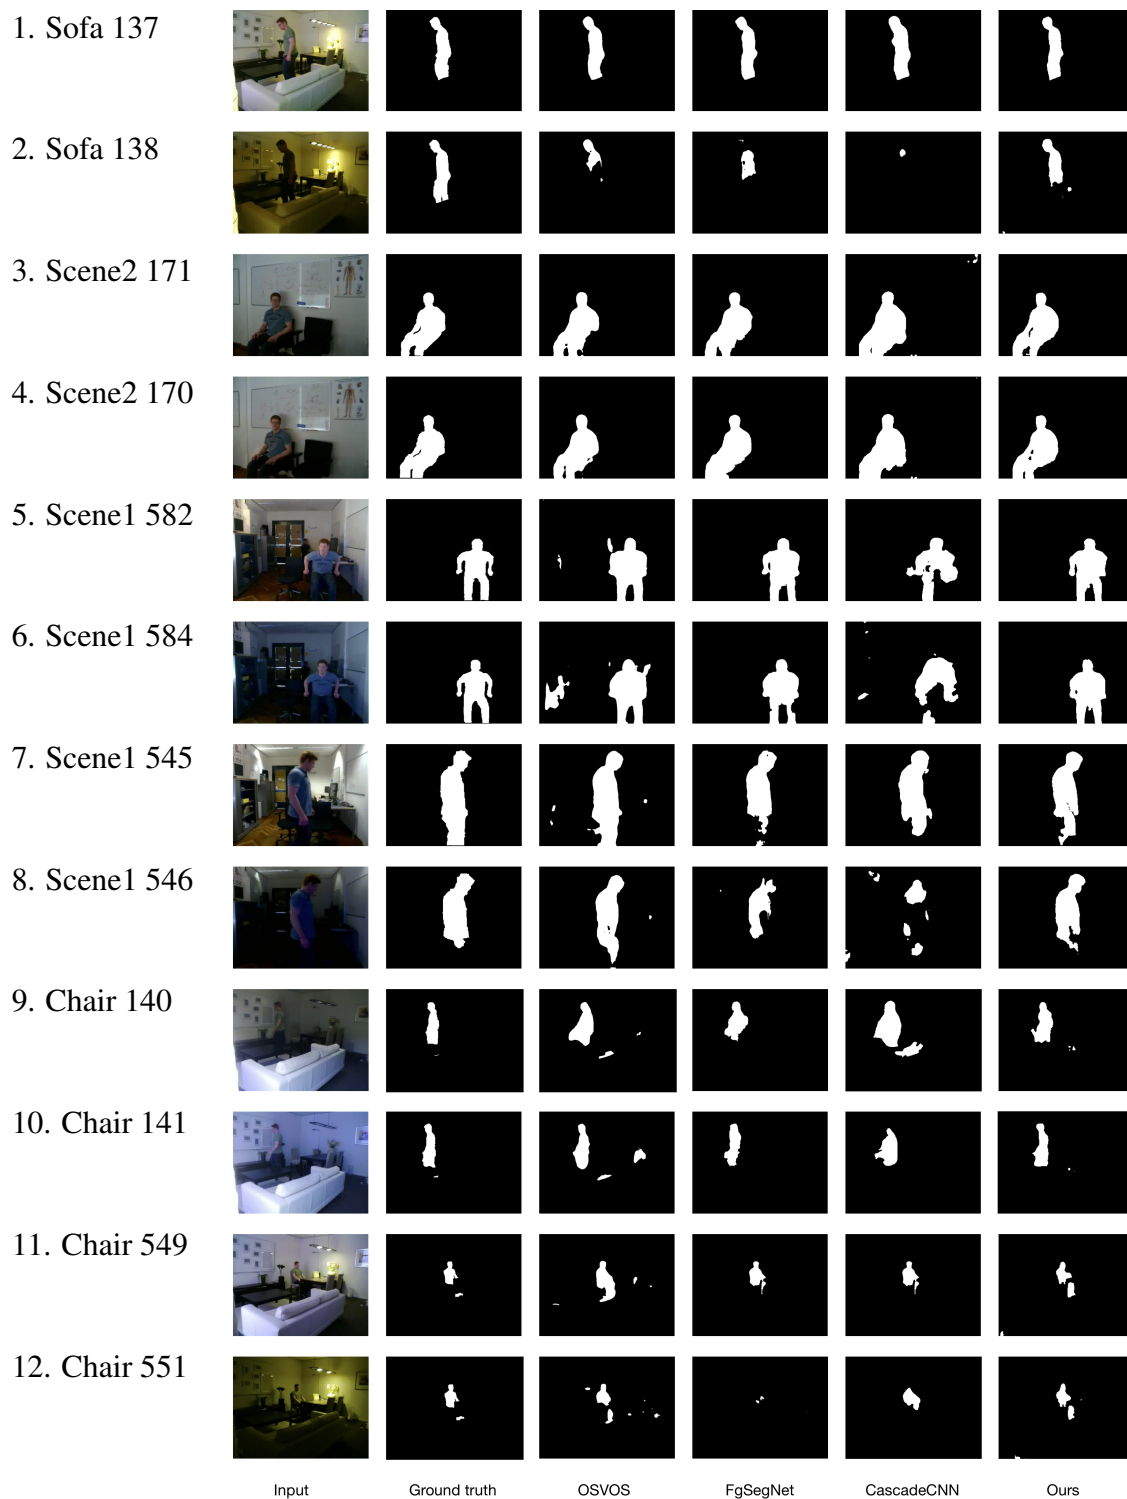 1. Sofa 137
2. Sofa 138
3. Scene2 171
4. Scene2 170
5. Scene1 582
6. Scene1 584
7. Scene1 545
8. Scene1 546
9. Chair 140
10. Chair 141
11. Chair 549
12. Chair 551
Input Ground truth OSVOS FgSegNet CascadeCNN Ours